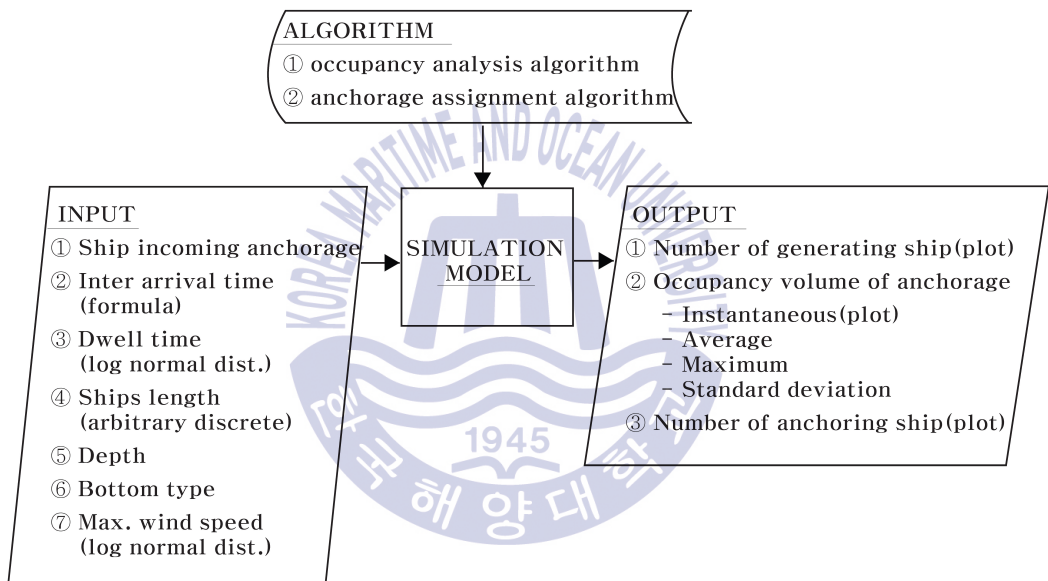 ALGORITHM
① occupancy analysis algorithm
② anchorage assignment algorithm
INPUT
① Ship incoming anchorage
② Inter arrival time
(formula)
③ Dwell time
(log normal dist.)
④ Ships length
(arbitrary discrete)
⑤ Depth
⑥ Bottom type
⑦ Max. wind speed
(log normal dist.)
SIMULATION
MODEL
OUTPUT
① Number of generating ship(plot)
② Occupancy volume of anchorage
- Instantaneous(plot)
- Average
- Maximum
- Standard deviation
③ Number of anchoring ship(plot)
KOREA MARITIME AND OCEAN UNIVERSITY
1945
한국해양대학교